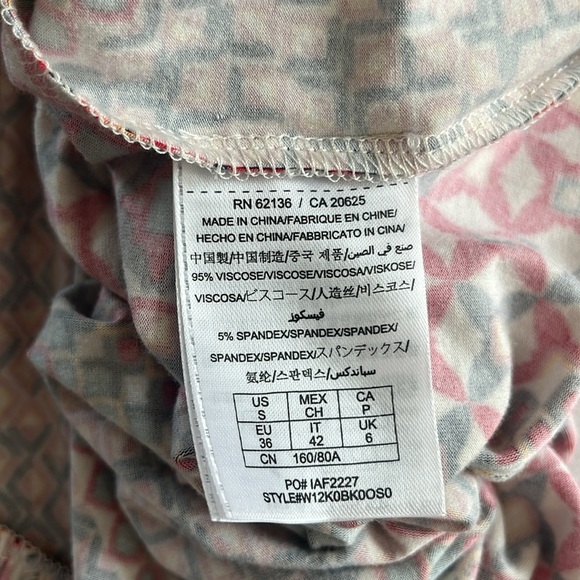 RN 62136 / CA 20625
MADE IN CHINA/FABRIQUE EN CHINE/
HECHO EN CHINA/FABBRICATO IN CINA/
中国製/中国制造/중국 제품/صنع في الصين
95% VISCOSE/VISCOSE/VISCOSA/VISKOSE/
VISCOSA/ビスコース/人造丝/비스코스/
فيسكوز
5% SPANDEX/SPANDEX/SPANDEX/
SPANDEX/SPANDEX/スパンデックス/
氨纶/스판덱스/سباندكس
US MEX CA
S CH P
EU IT UK
36 42 6
CN 160/80A
PO# IAF2227
STYLE#W12K0BK0OS0